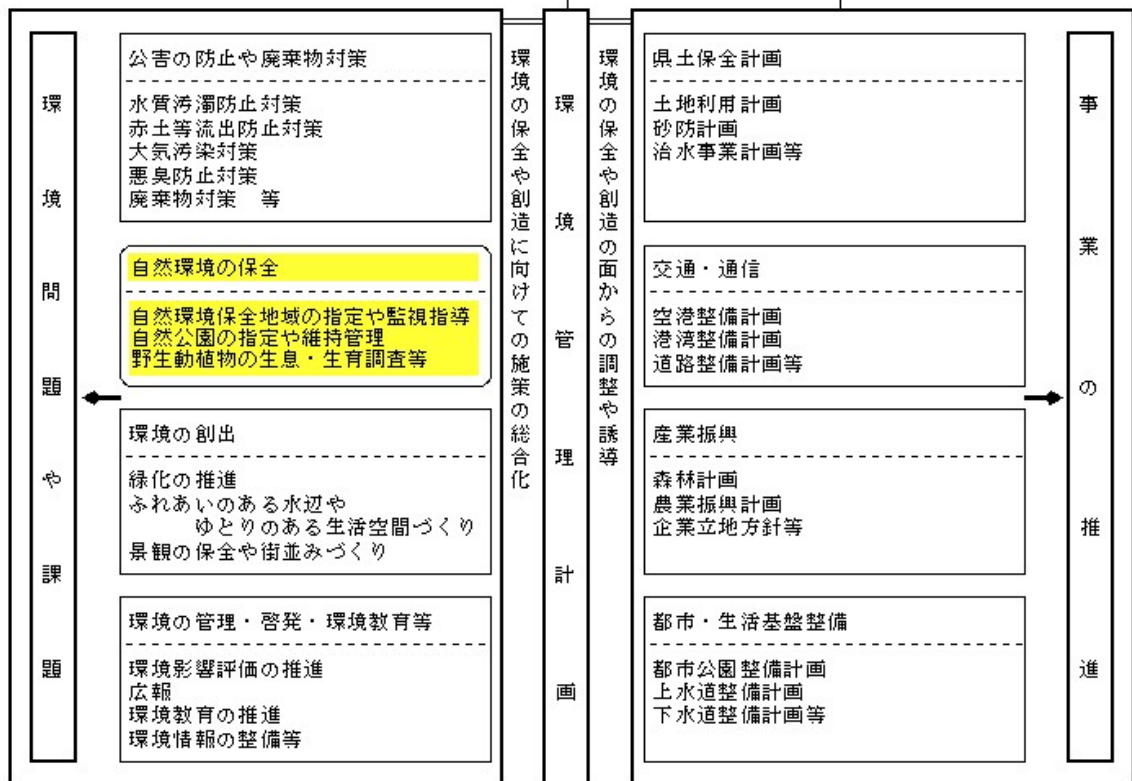 環境問題や課題
公害の防止や廃棄物対策
水質汚濁防止対策
赤土等流出防止対策
大気汚染対策
悪臭防止対策
廃棄物対策 等
自然環境の保全
自然環境保全地域の指定や監視指導
自然公園の指定や維持管理
野生動植物の生息・生育調査等
環境の創出
緑化の推進
ふれあいのある水辺や
ゆとりのある生活空間づくり
景観の保全や街並みづくり
環境の管理・啓発・環境教育等
環境影響評価の推進
広報
環境教育の推進
環境情報の整備等
環境の保全や創造に向けての施策の総合化
環境管理計画
環境の保全や創造の面からの調整や誘導
県土保全計画
土地利用計画
砂防計画
治水事業計画等
交通・通信
空港整備計画
港湾整備計画
道路整備計画等
産業振興
森林計画
農業振興計画
企業立地方針等
都市・生活基盤整備
都市公園整備計画
上水道整備計画
下水道整備計画等
事業の推進